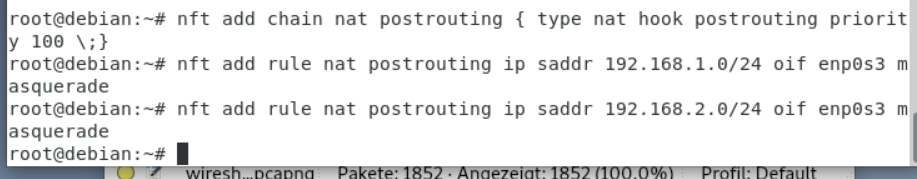 root@debian:~# nft add chain nat postrouting { type nat hook postrouting priorit
y 100 \;}
root@debian:~# nft add rule nat postrouting ip saddr 192.168.1.0/24 oif enp0s3 m
asquerade
root@debian:~# nft add rule nat postrouting ip saddr 192.168.2.0/24 oif enp0s3 m
asquerade
root@debian:~#
wiresh...pcapng Pakete: 1852 · Angezeigt: 1852 (100.0%) Profil: Default